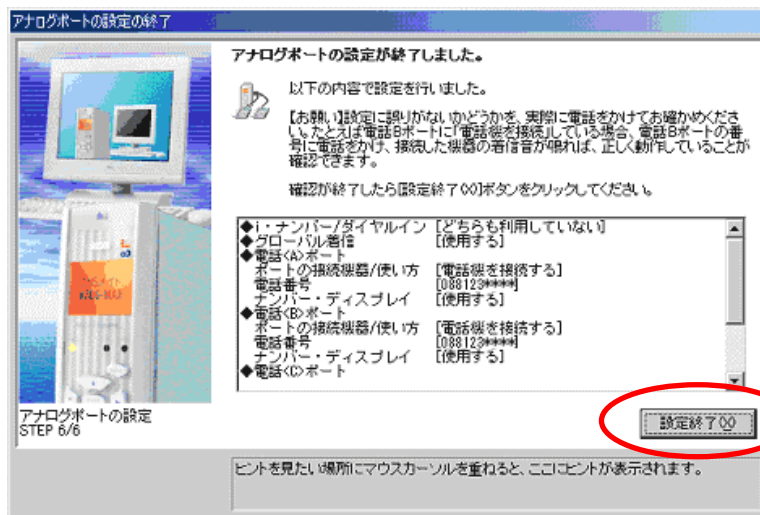 アナログポートの設定の終了
アナログポートの設定が終了しました。
以下の内容で設定を行いました。
【お願い】設定に誤りがないかどうかを、実際に電話をかけてお確かめくださ
い。たとえば電話Bポートに「電話機を接続」している場合、電話Bポートの番
号に電話をかけ、接続した機器の着信音が鳴れば、正しく動作していることが
確認できます。
確認が終了したら[設定終了(X)]ボタンをクリックしてください。
◆i・ナンバー/ダイヤルイン [どちらも利用していない]
◆グローバル着信 [使用する]
◆電話<A>ポート
ポートの接続機器/使い方 [電話機を接続する]
電話番号 [088123****]
ナンバー・ディスプレイ [使用する]
◆電話<B>ポート
ポートの接続機器/使い方 [電話機を接続する]
電話番号 [088123****]
ナンバー・ディスプレイ [使用する]
◆電話<C>ポート
アナログポートの設定
STEP 6/6
設定終了(X)
ヒントを見たい場所にマウスカーソルを重ねると、ここにヒントが表示されます。